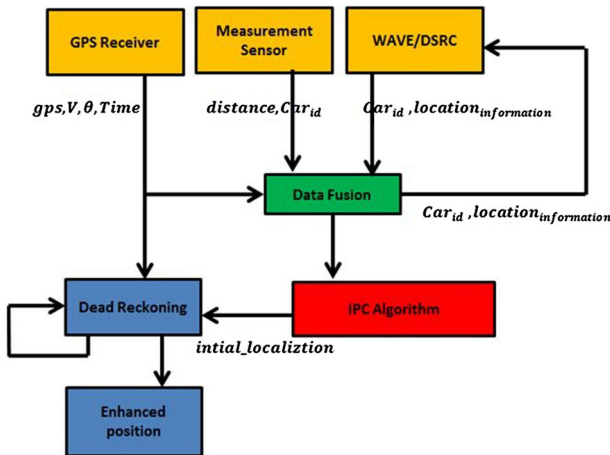 GPS Receiver
Measurement
Sensor
WAVE/DSRC
gps,V,θ,Time
distance,Car_id
Car_id ,location_information
Data Fusion
Car_id ,location_information
Dead Reckoning
IPC Algorithm
intial_localiztion
Enhanced
position